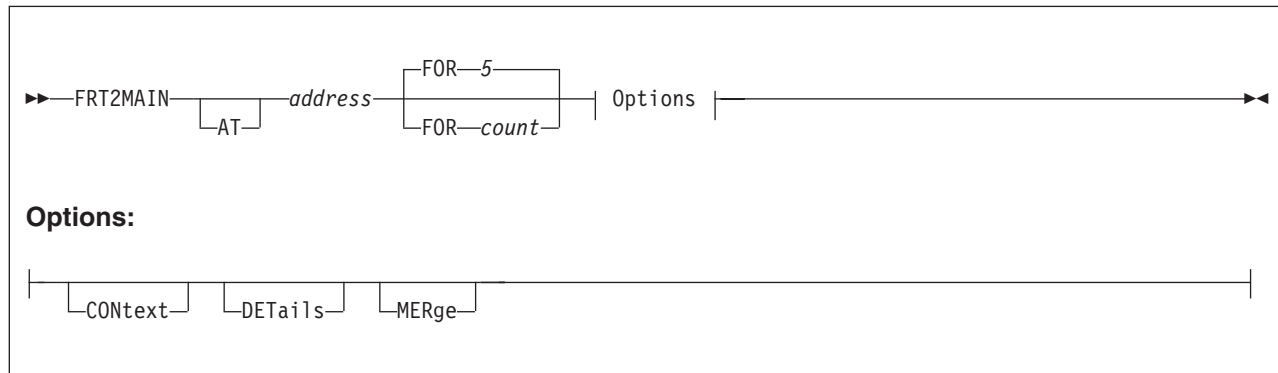 FOR 5
►►FRT2MAIN address Options ►◄
AT FOR count
Options:
CONtext DETails MERge